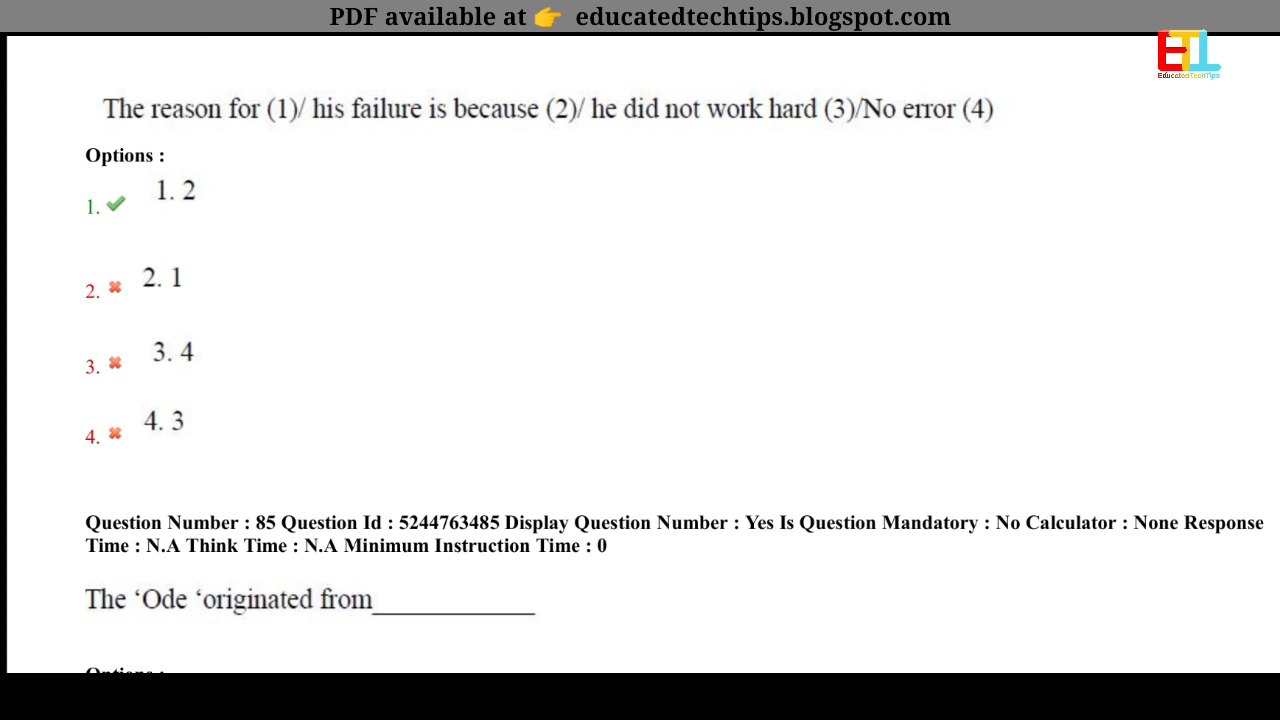 PDF available at 👉 educatedtechtips.blogspot.com
ETL
EducatedTechTips
The reason for (1)/ his failure is because (2)/ he did not work hard (3)/No error (4)
Options :
1. 2
1.
2. 1
2.
3. 4
3.
4. 3
4.
Question Number : 85 Question Id : 5244763485 Display Question Number : Yes Is Question Mandatory : No Calculator : None Response
Time : N.A Think Time : N.A Minimum Instruction Time : 0
The ‘Ode ‘originated from____________
Options :